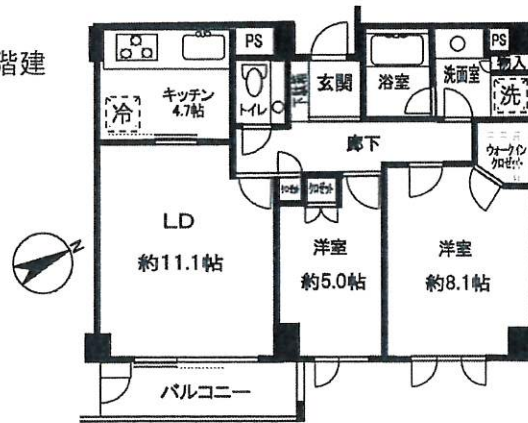 階建
PS
PS
キッチン
4.7帖
冷
トイレ
下駄箱
玄関
浴室
洗面室
物入
洗
廊下
ウォークイン
クロゼット
クロゼット
LD
約11.1帖
洋室
約5.0帖
洋室
約8.1帖
N
バルコニー